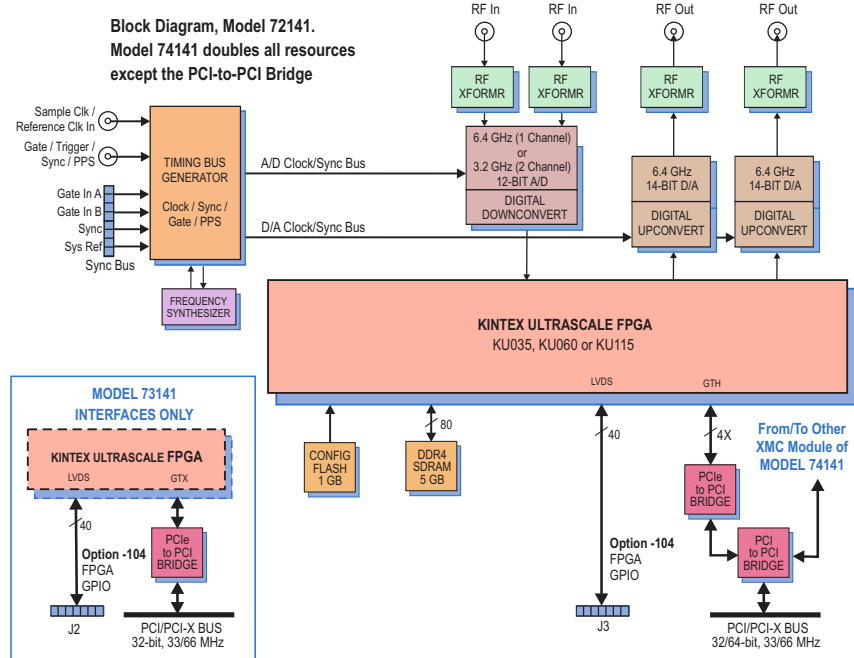 Block Diagram, Model 72141.
Model 74141 doubles all resources
except the PCI-to-PCI Bridge
RF In
RF In
RF Out
RF Out
RF
XFORMR
RF
XFORMR
RF
XFORMR
RF
XFORMR
Sample Clk /
Reference Clk In
Gate / Trigger /
Sync / PPS
Gate In A
Gate In B
Sync
Sys Ref
Sync Bus
TIMING BUS
GENERATOR
Clock / Sync /
Gate / PPS
FREQUENCY
SYNTHESIZER
A/D Clock/Sync Bus
D/A Clock/Sync Bus
6.4 GHz (1 Channel)
or
3.2 GHz (2 Channel)
12-BIT A/D
DIGITAL
DOWNCONVERT
6.4 GHz
14-BIT D/A
DIGITAL
UPCONVERT
6.4 GHz
14-BIT D/A
DIGITAL
UPCONVERT
KINTEX ULTRASCALE FPGA
KU035, KU060 or KU115
LVDS
GTH
CONFIG
FLASH
1 GB
80
DDR4
SDRAM
5 GB
40
Option -104
FPGA
GPIO
J3
4X
PCIe
to PCI
BRIDGE
From/To Other
XMC Module of
MODEL 74141
PCI
to PCI
BRIDGE
PCI/PCI-X BUS
32/64-bit, 33/66 MHz
MODEL 73141
INTERFACES ONLY
KINTEX ULTRASCALE FPGA
LVDS
GTX
40
Option -104
FPGA
GPIO
J2
PCIe
to PCI
BRIDGE
PCI/PCI-X BUS
32-bit, 33/66 MHz